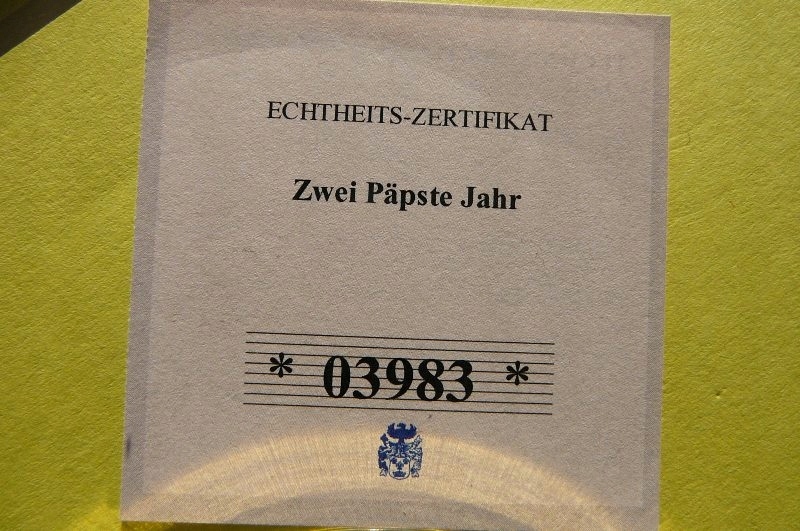 ECHTHEITS-ZERTIFIKAT
Zwei Päpste Jahr
* 03983 *